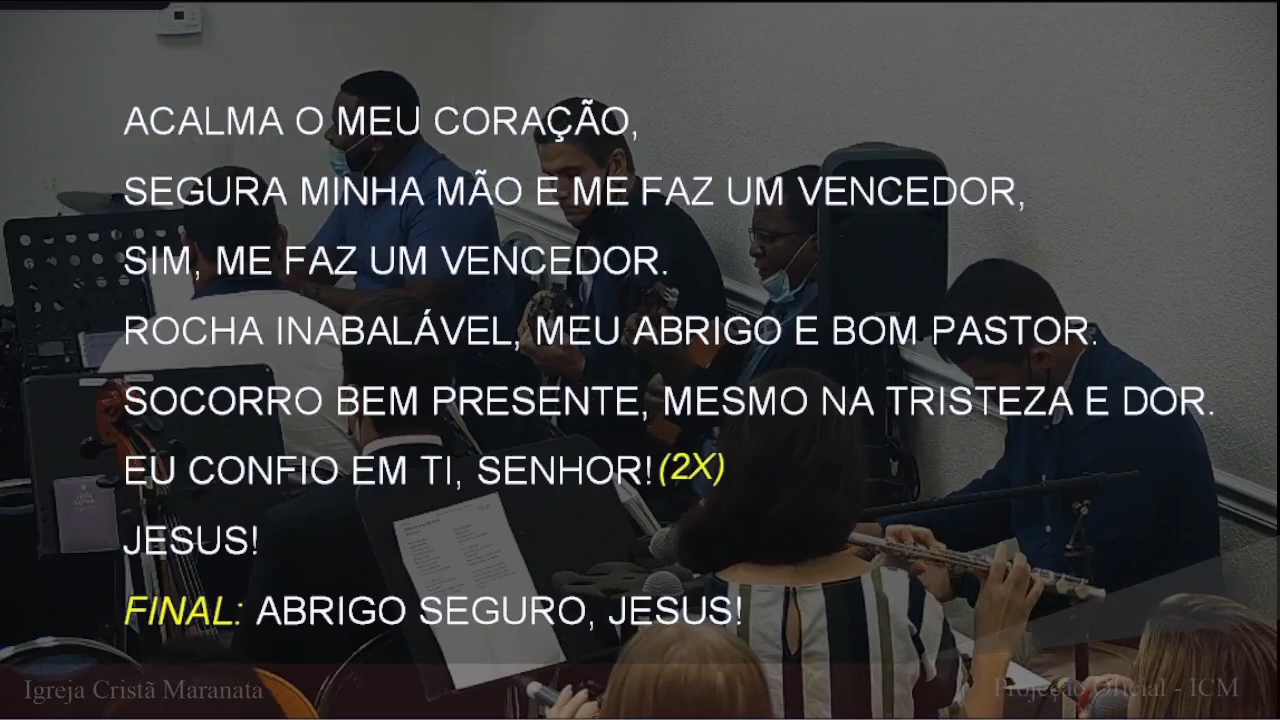 ACALMA O MEU CORAÇÃO,
SEGURA MINHA MÃO E ME FAZ UM VENCEDOR,
SIM, ME FAZ UM VENCEDOR.
ROCHA INABALÁVEL, MEU ABRIGO E BOM PASTOR.
SOCORRO BEM PRESENTE, MESMO NA TRISTEZA E DOR.
EU CONFIO EM TI, SENHOR! (2X)
JESUS!
FINAL: ABRIGO SEGURO, JESUS!
Igreja Cristã Maranata
Projeção Oficial - ICM